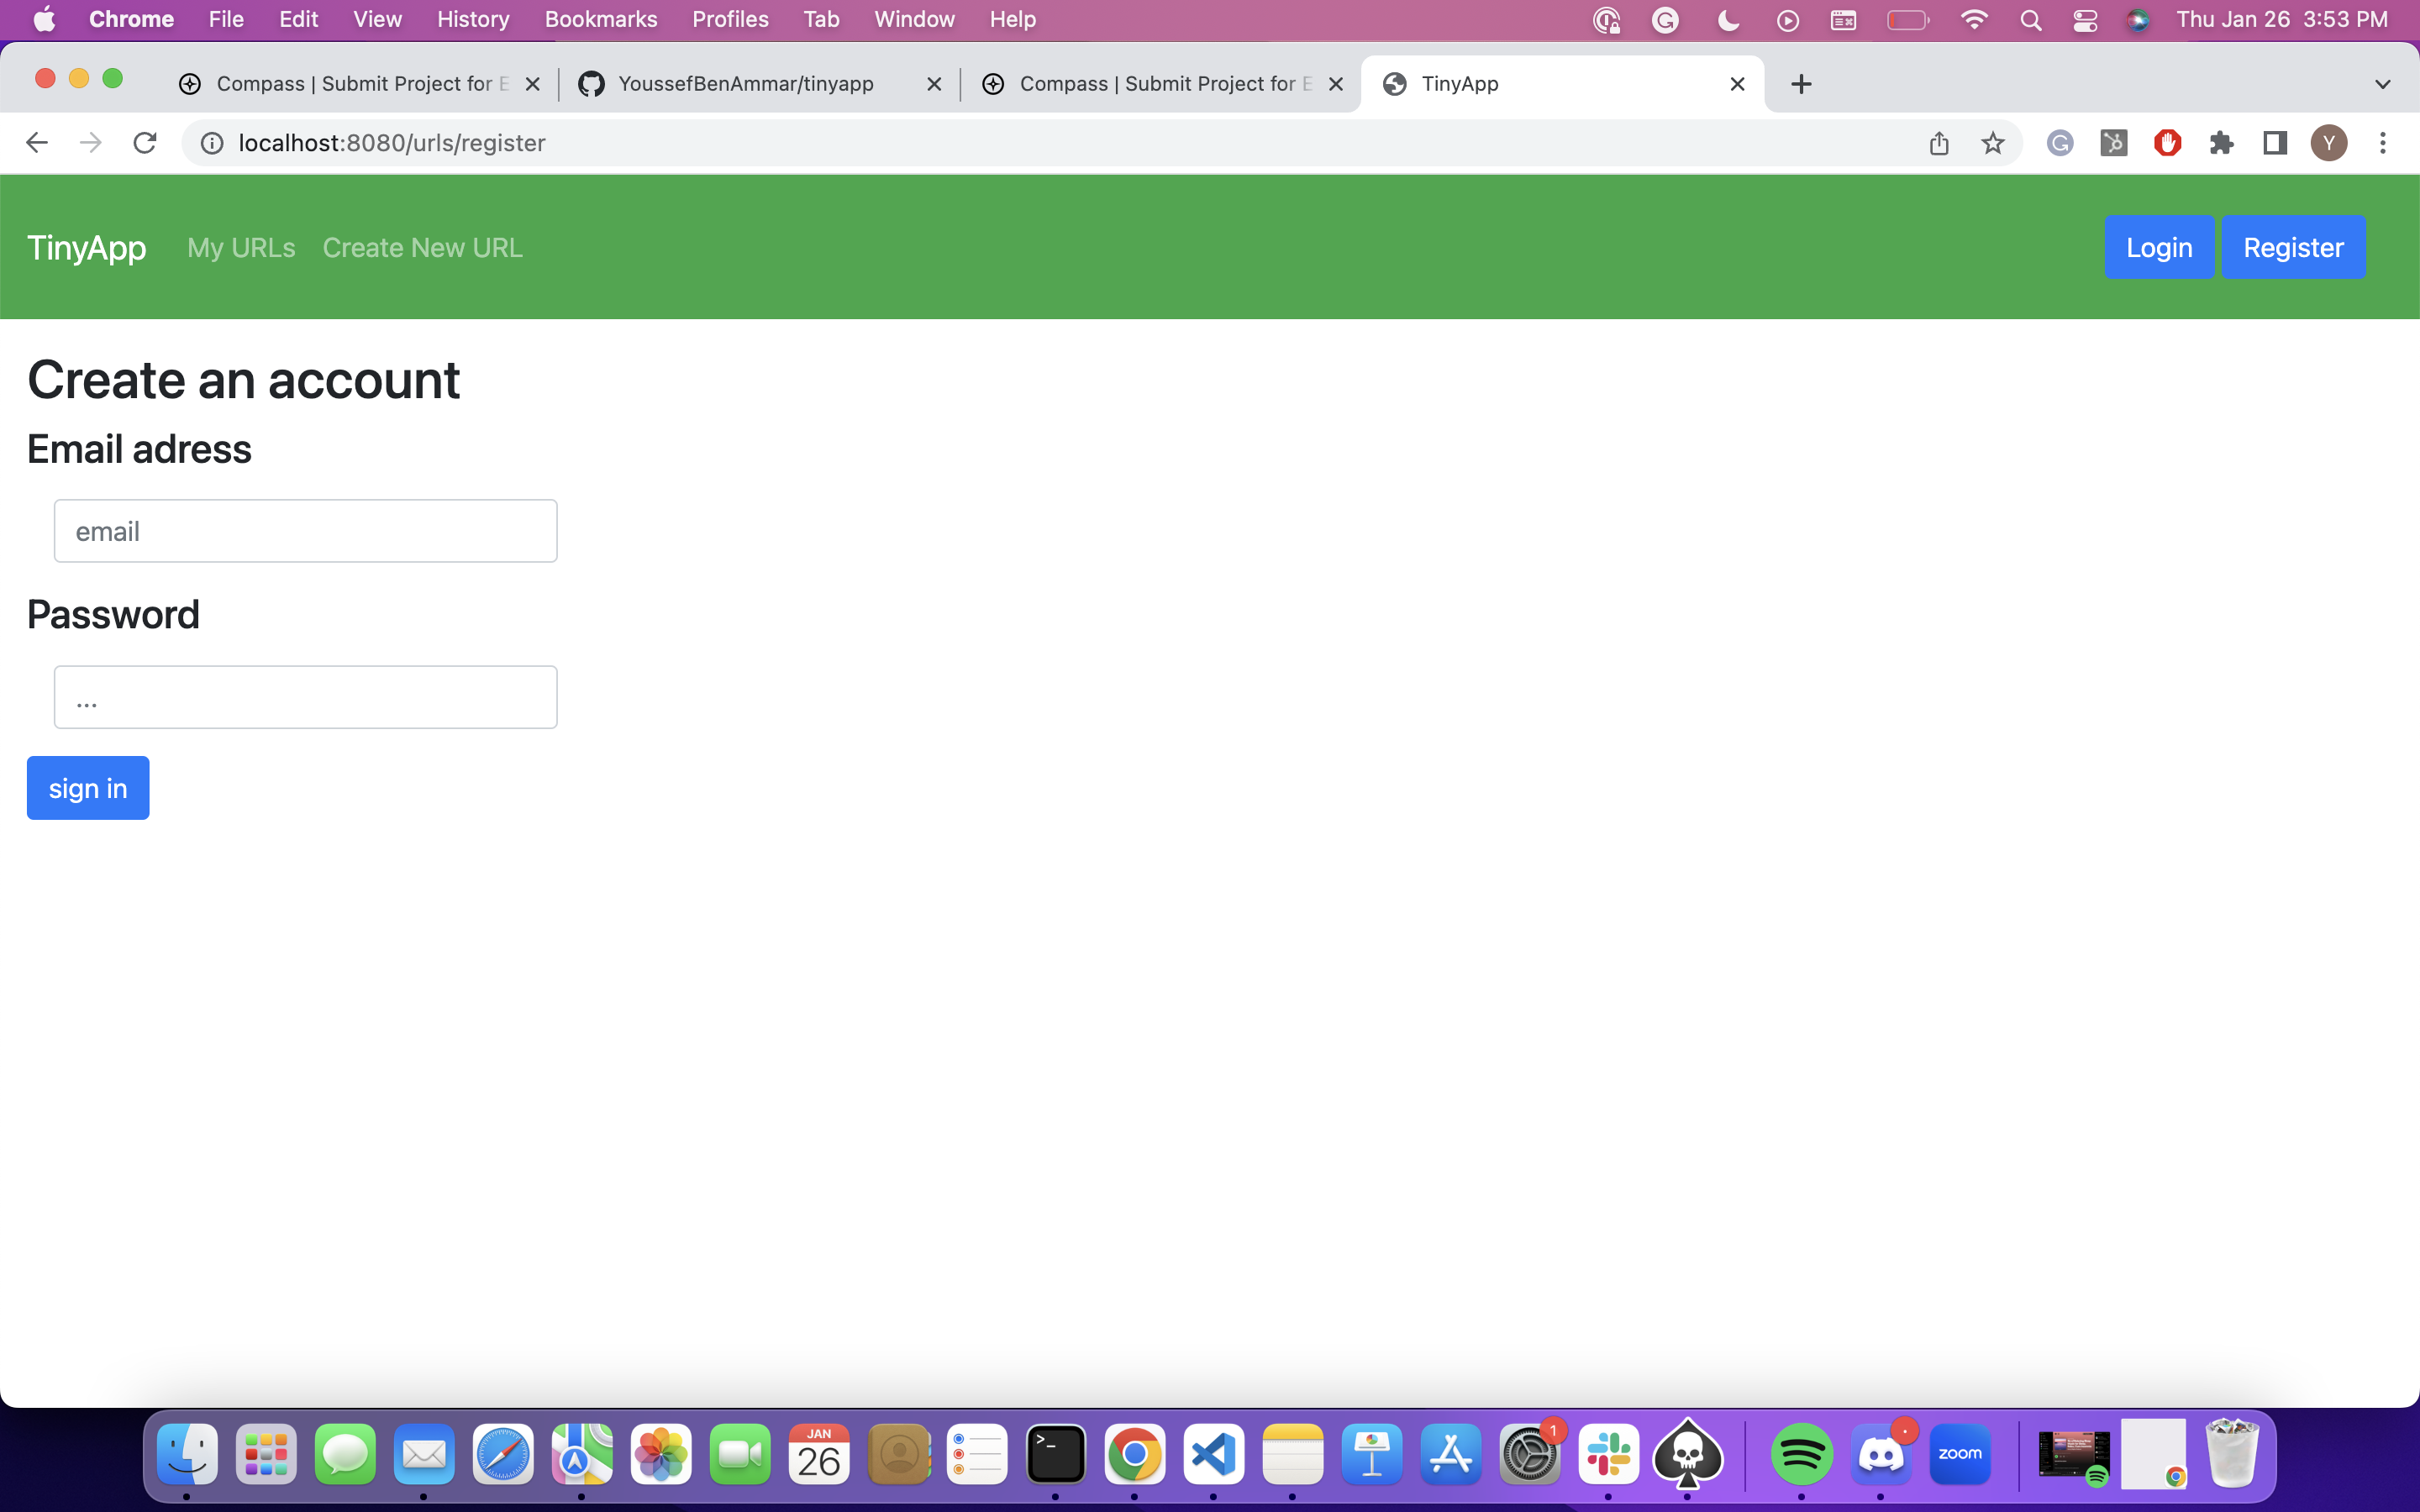 Chrome File Edit View History Bookmarks Profiles Tab Window Help Thu Jan 26 3:53 PM
Compass | Submit Project for E YoussefBenAmmar/tinyapp Compass | Submit Project for E TinyApp
localhost:8080/urls/register Y
TinyApp My URLs Create New URL Login Register
Create an account
Email adress
email
Password
...
sign in
JAN
26
>_
1
zoom